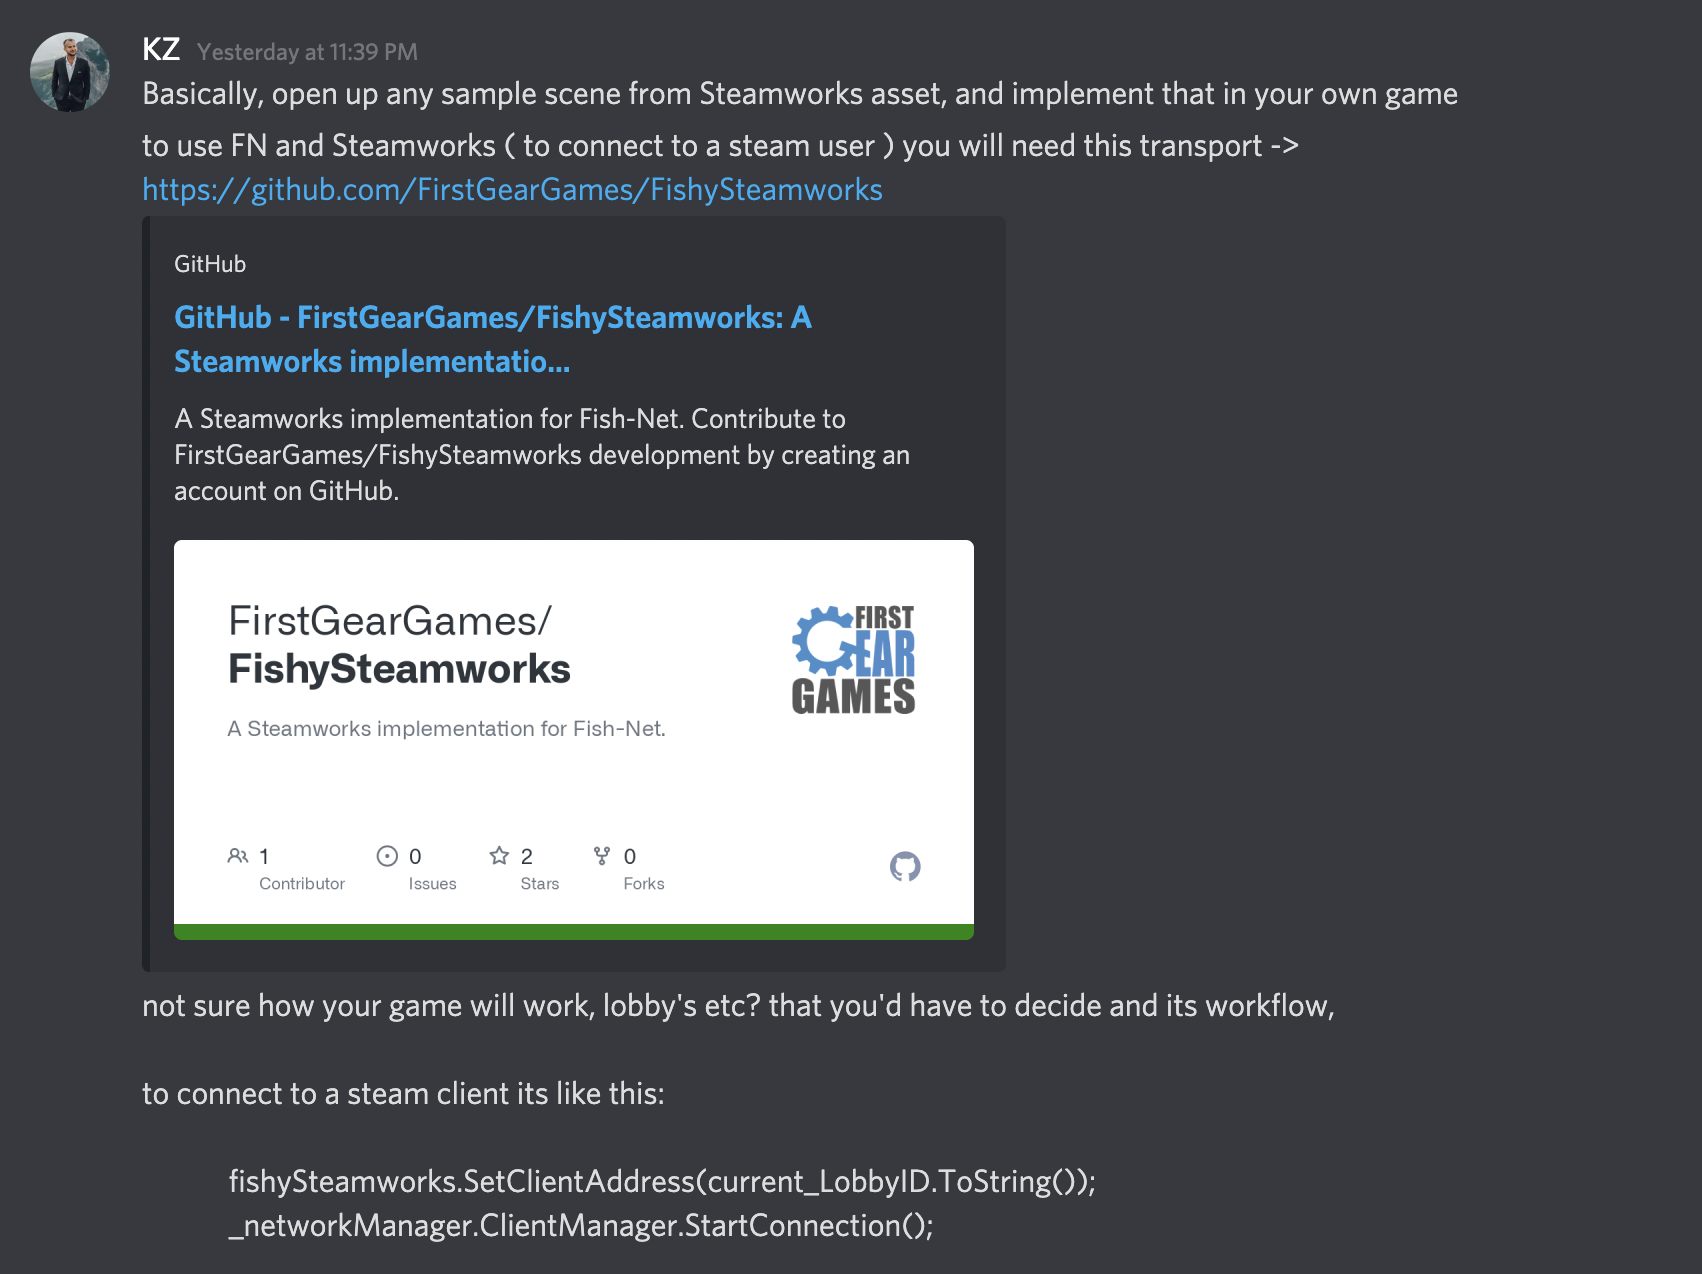 KZ Yesterday at 11:39 PM
Basically, open up any sample scene from Steamworks asset, and implement that in your own game
to use FN and Steamworks ( to connect to a steam user ) you will need this transport ->
https://github.com/FirstGearGames/FishySteamworks
GitHub
GitHub - FirstGearGames/FishySteamworks: A
Steamworks implementatio...
A Steamworks implementation for Fish-Net. Contribute to
FirstGearGames/FishySteamworks development by creating an
account on GitHub.
FirstGearGames/
FishySteamworks
A Steamworks implementation for Fish-Net.
FIRST
GEAR
GAMES
1 Contributor
0 Issues
2 Stars
0 Forks
not sure how your game will work, lobby's etc? that you'd have to decide and its workflow,
to connect to a steam client its like this:
fishySteamworks.SetClientAddress(current_LobbyID.ToString());
_networkManager.ClientManager.StartConnection();